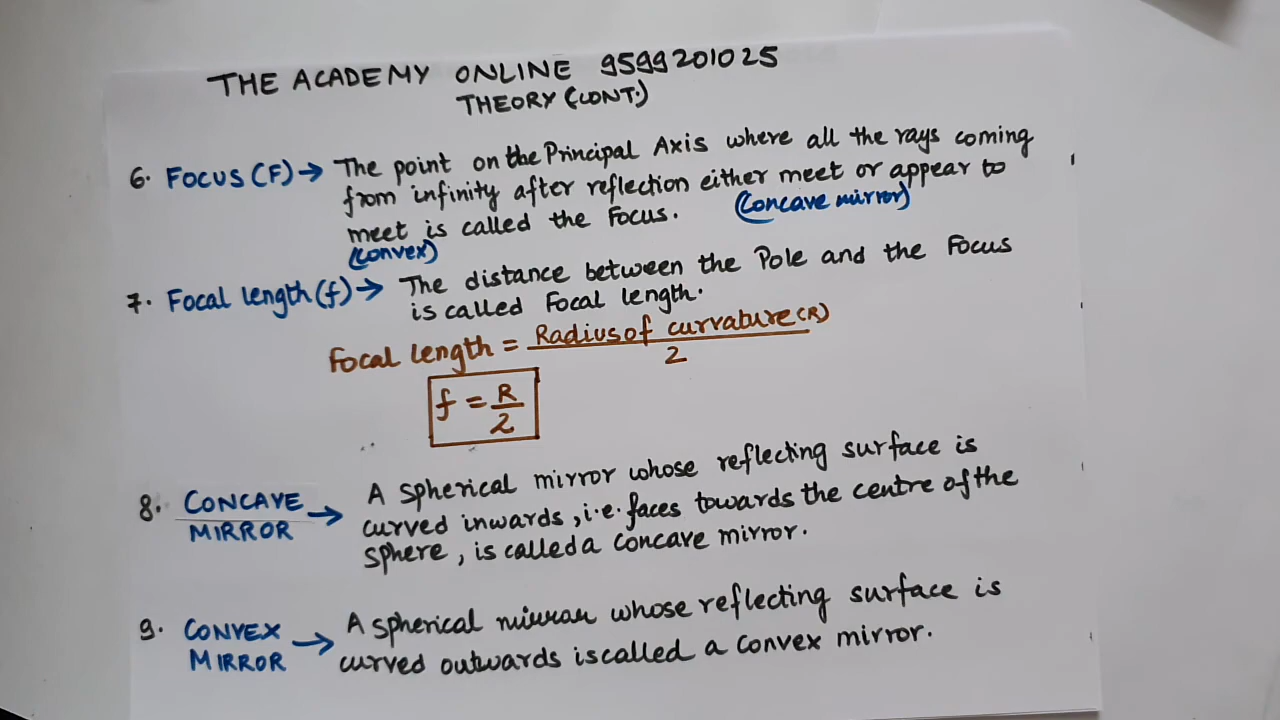 THE ACADEMY ONLINE 9599201025
THEORY (CONT.)
6. FOCUS (F) → The point on the Principal Axis where all the rays coming
from infinity after reflection either meet or appear to
meet is called the Focus. (Concave mirror)
(convex)
7. Focal length (f) → The distance between the Pole and the Focus
is called Focal length.
Focal length = Radius of curvature (R)
2
f = R
2
8. CONCAVE MIRROR → A spherical mirror whose reflecting surface is
curved inwards, i.e. faces towards the centre of the
sphere, is called a concave mirror.
9. CONVEX MIRROR → A spherical mirror whose reflecting surface is
curved outwards is called a convex mirror.